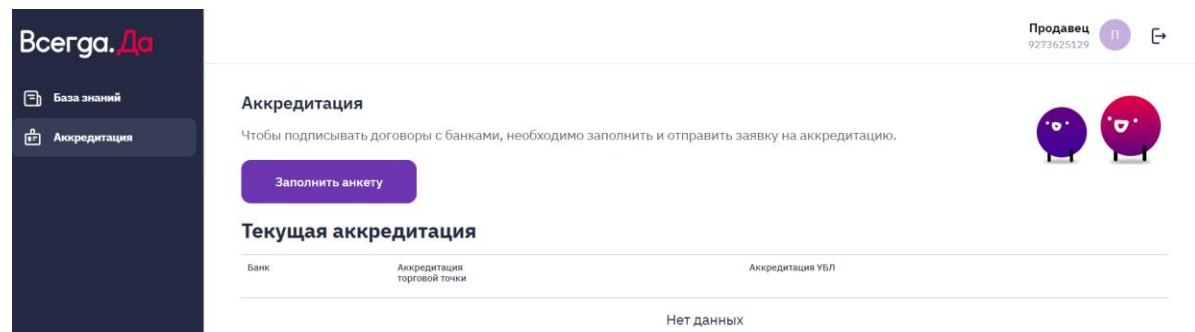 Всегда.Да
Продавец
9273625129
П
База знаний
Аккредитация
Аккредитация
Чтобы подписывать договоры с банками, необходимо заполнить и отправить заявку на аккредитацию.
Заполнить анкету
Текущая аккредитация
Банк
Аккредитация
торговой точки
Аккредитация УБЛ
Нет данных